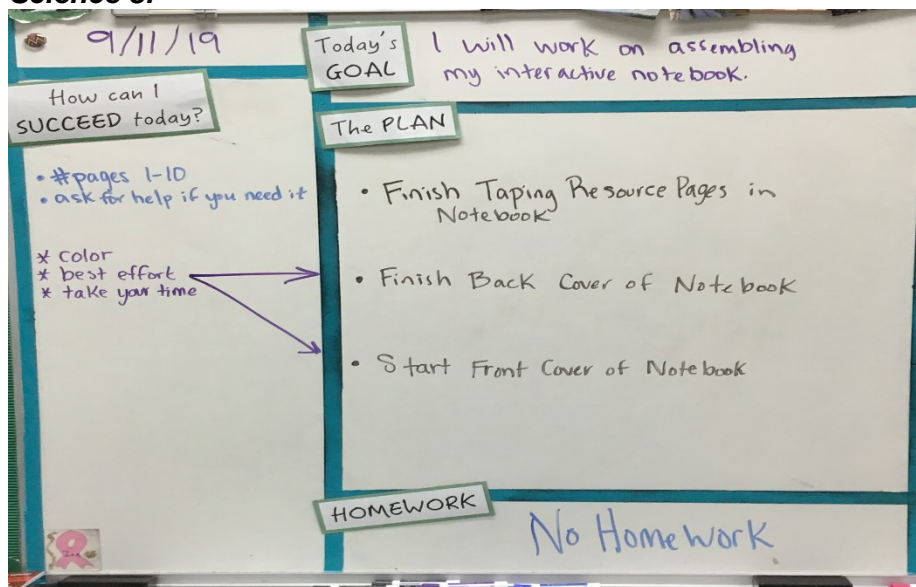 9/11/19
Today's
GOAL
I will work on assembling
my interactive notebook.
How can I
SUCCEED today?
• #pages 1-10
• ask for help if you need it
* color
* best effort
* take your time
The PLAN
• Finish Taping Resource Pages in
Notebook
• Finish Back Cover of Notebook
• Start Front Cover of Notebook
HOMEWORK
No Homework